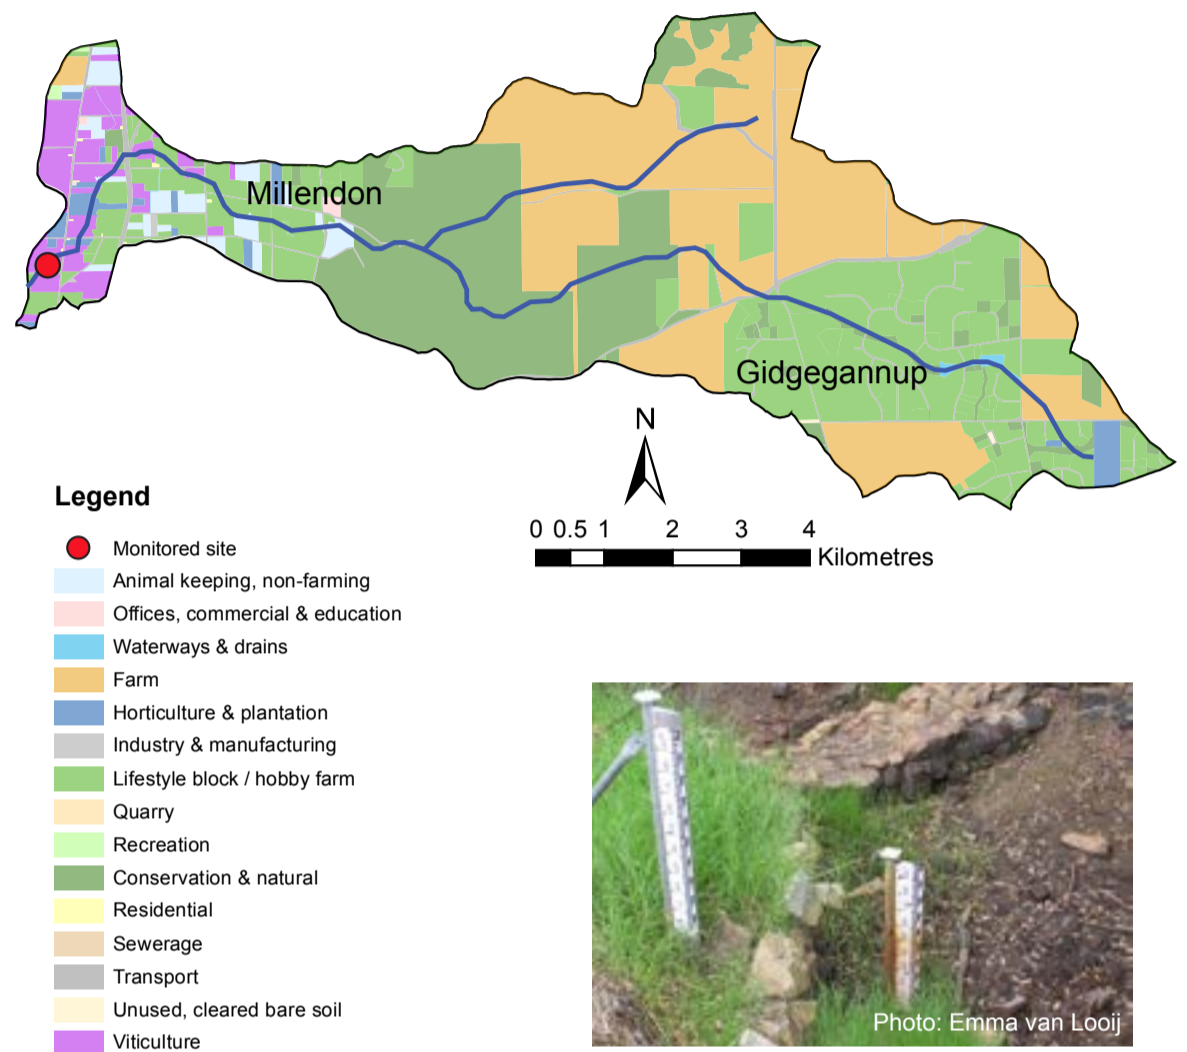 Millendon
Gidgegannup
N
0 0.5 1 2 3 4
Kilometres
Legend
Monitored site
Animal keeping, non-farming
Offices, commercial & education
Waterways & drains
Farm
Horticulture & plantation
Industry & manufacturing
Lifestyle block / hobby farm
Quarry
Recreation
Conservation & natural
Residential
Sewerage
Transport
Unused, cleared bare soil
Viticulture
Photo: Emma van Looij